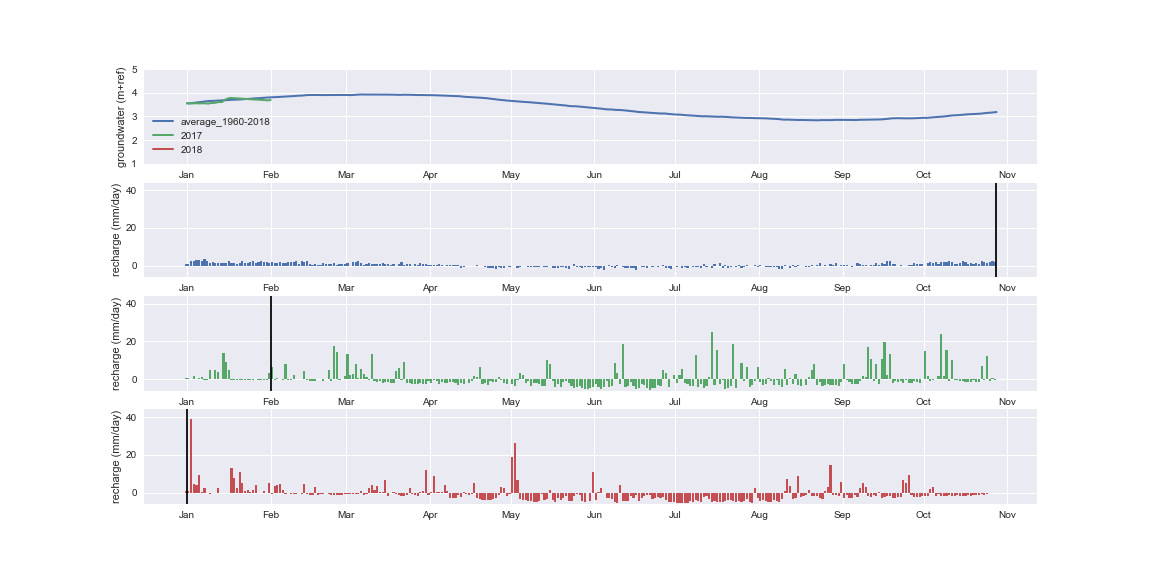 groundwater (m+ref)
5
4
3
2
1
average_1960-2018
2017
2018
Jan Feb Mar Apr May Jun Jul Aug Sep Oct Nov
recharge (mm/day)
40
20
0
Jan Feb Mar Apr May Jun Jul Aug Sep Oct Nov
recharge (mm/day)
40
20
0
Jan Feb Mar Apr May Jun Jul Aug Sep Oct Nov
recharge (mm/day)
40
20
0
Jan Feb Mar Apr May Jun Jul Aug Sep Oct Nov